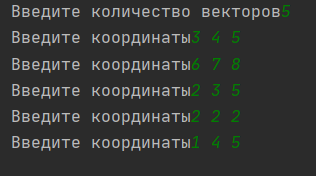 Введите количество векторов5
Введите координаты3 4 5
Введите координаты6 7 8
Введите координаты2 3 5
Введите координаты2 2 2
Введите координаты1 4 5